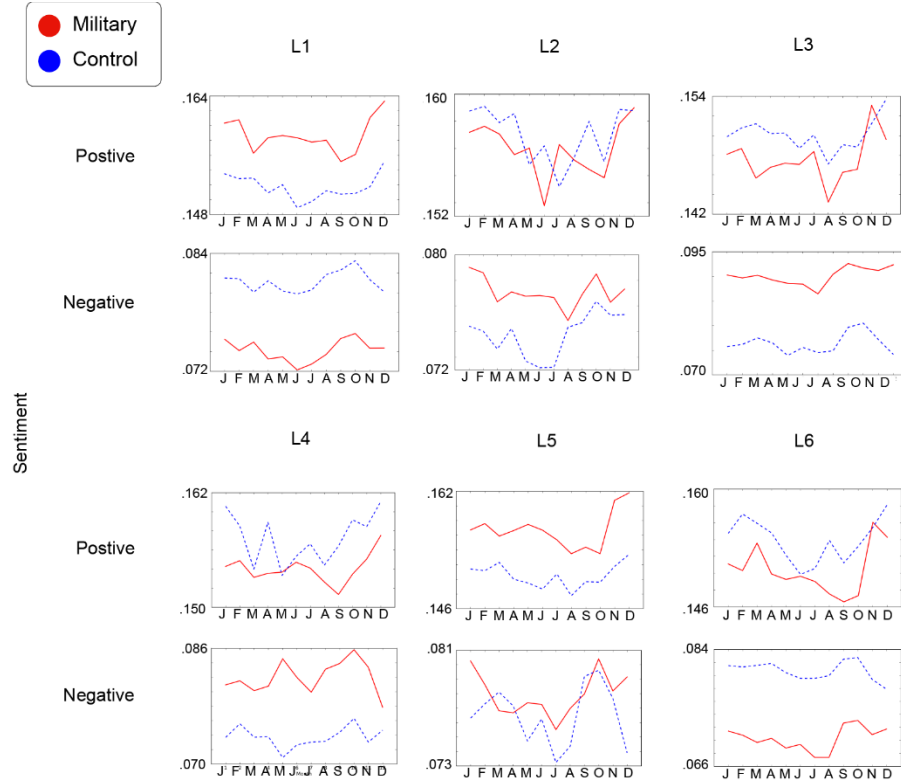 Military
Control
L1 L2 L3
Postive
.164
.148
J F M A M J J A S O N D
160
.152
J F M A M J J A S O N D
.154
.142
J F M A M J J A S O N D
Negative
.084
.072
J F M A M J J A S O N D
.080
.072
J F M A M J J A S O N D
.095
.070
J F M A M J J A S O N D
Sentiment
L4 L5 L6
Postive
.162
.150
J F M A M J J A S O N D
.162
.146
J F M A M J J A S O N D
.160
.146
J F M A M J J A S O N D
Negative
.086
.070
J F M A M J J A S O N D
.081
.073
J F M A M J J A S O N D
.084
.066
J F M A M J J A S O N D